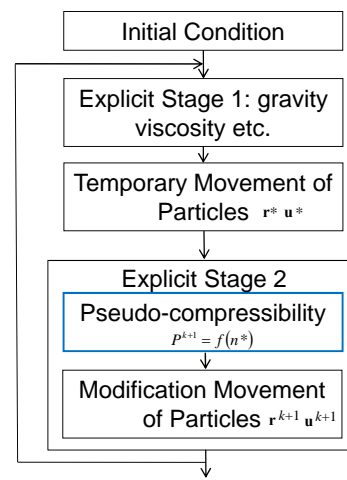 Initial Condition
Explicit Stage 1: gravity
viscosity etc.
Temporary Movement of
Particles r* u*
Explicit Stage 2
Pseudo-compressibility
P^{k+1} = f(n*)
Modification Movement
of Particles r^{k+1} u^{k+1}